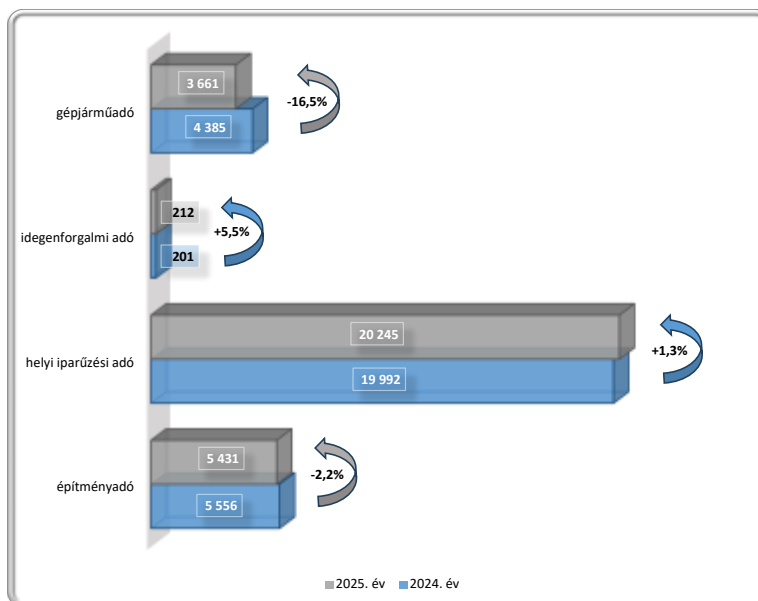 3 661
-16,5%
gépjárműadó
4 385
212
+5,5%
idegenforgalmi adó
201
20 245
+1,3%
helyi iparűzési adó
19 992
5 431
-2,2%
építményadó
5 556
2025. év 2024. év